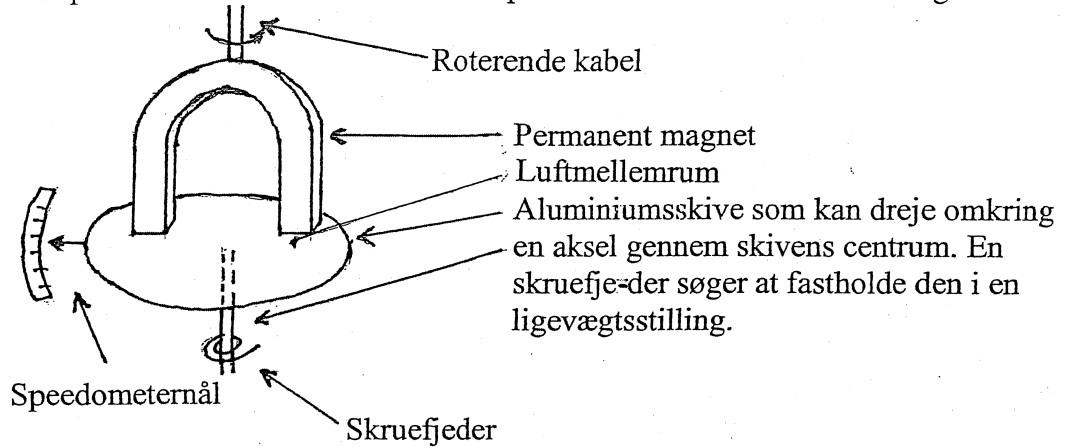 Roterende kabel
Permanent magnet
Luftmellemrum
Aluminiumsskive som kan dreje omkring
en aksel gennem skivens centrum. En
skruefje-der søger at fastholde den i en
ligevægtsstilling.
Speedometernål
Skruefjeder